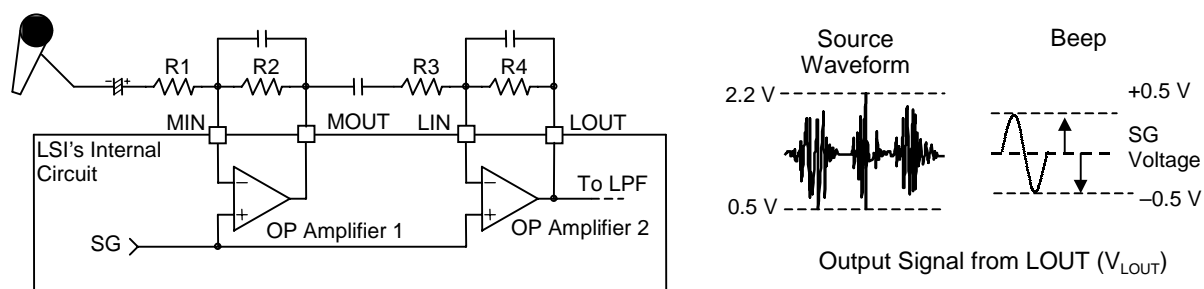 R1
R2
R3
R4
MIN
MOUT
LIN
LOUT
LSI's Internal
Circuit
−
+
OP Amplifier 1
SG
−
+
OP Amplifier 2
To LPF
Source
Waveform
2.2 V
0.5 V
Beep
+0.5 V
SG
Voltage
–0.5 V
Output Signal from LOUT (VLOUT)